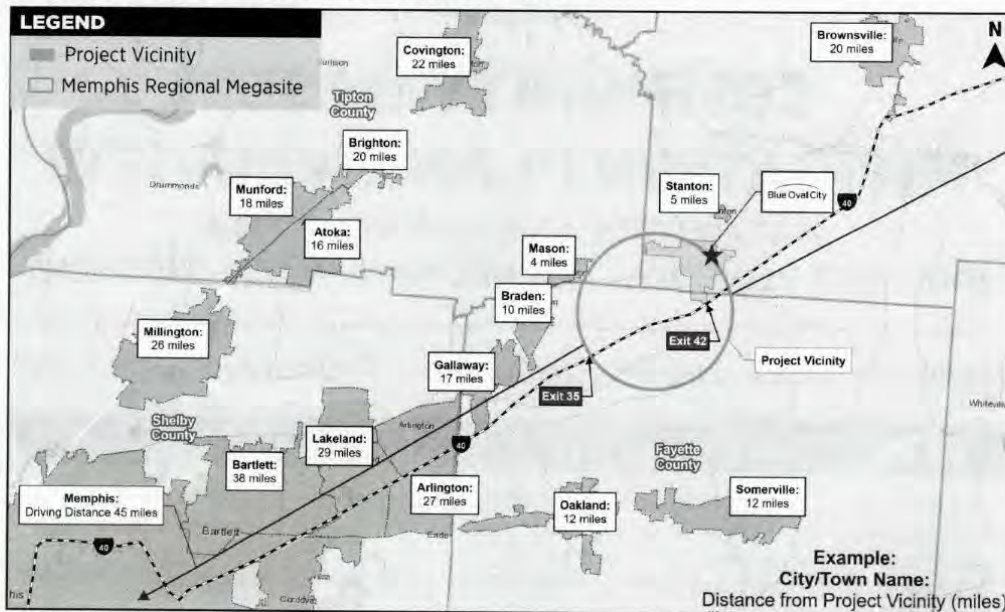 LEGEND
Project Vicinity
Memphis Regional Megasite
Covington:
22 miles
Brownsville:
20 miles
N
Tipton
County
Brighton:
20 miles
Drummonds
Munford:
18 miles
Stanton:
5 miles
Blue Oval City
40
Atoka:
16 miles
Mason:
4 miles
Braden:
10 miles
Millington:
26 miles
Exit 42
Project Vicinity
Gallaway:
17 miles
Exit 35
Shelby
County
Arlington
Lakeland:
29 miles
40
Fayette
County
Bartlett:
38 miles
Arlington:
27 miles
Memphis:
Driving Distance 45 miles
Oakland:
12 miles
Somerville:
12 miles
Bartlett
40
Example:
City/Town Name:
Distance from Project Vicinity (miles)